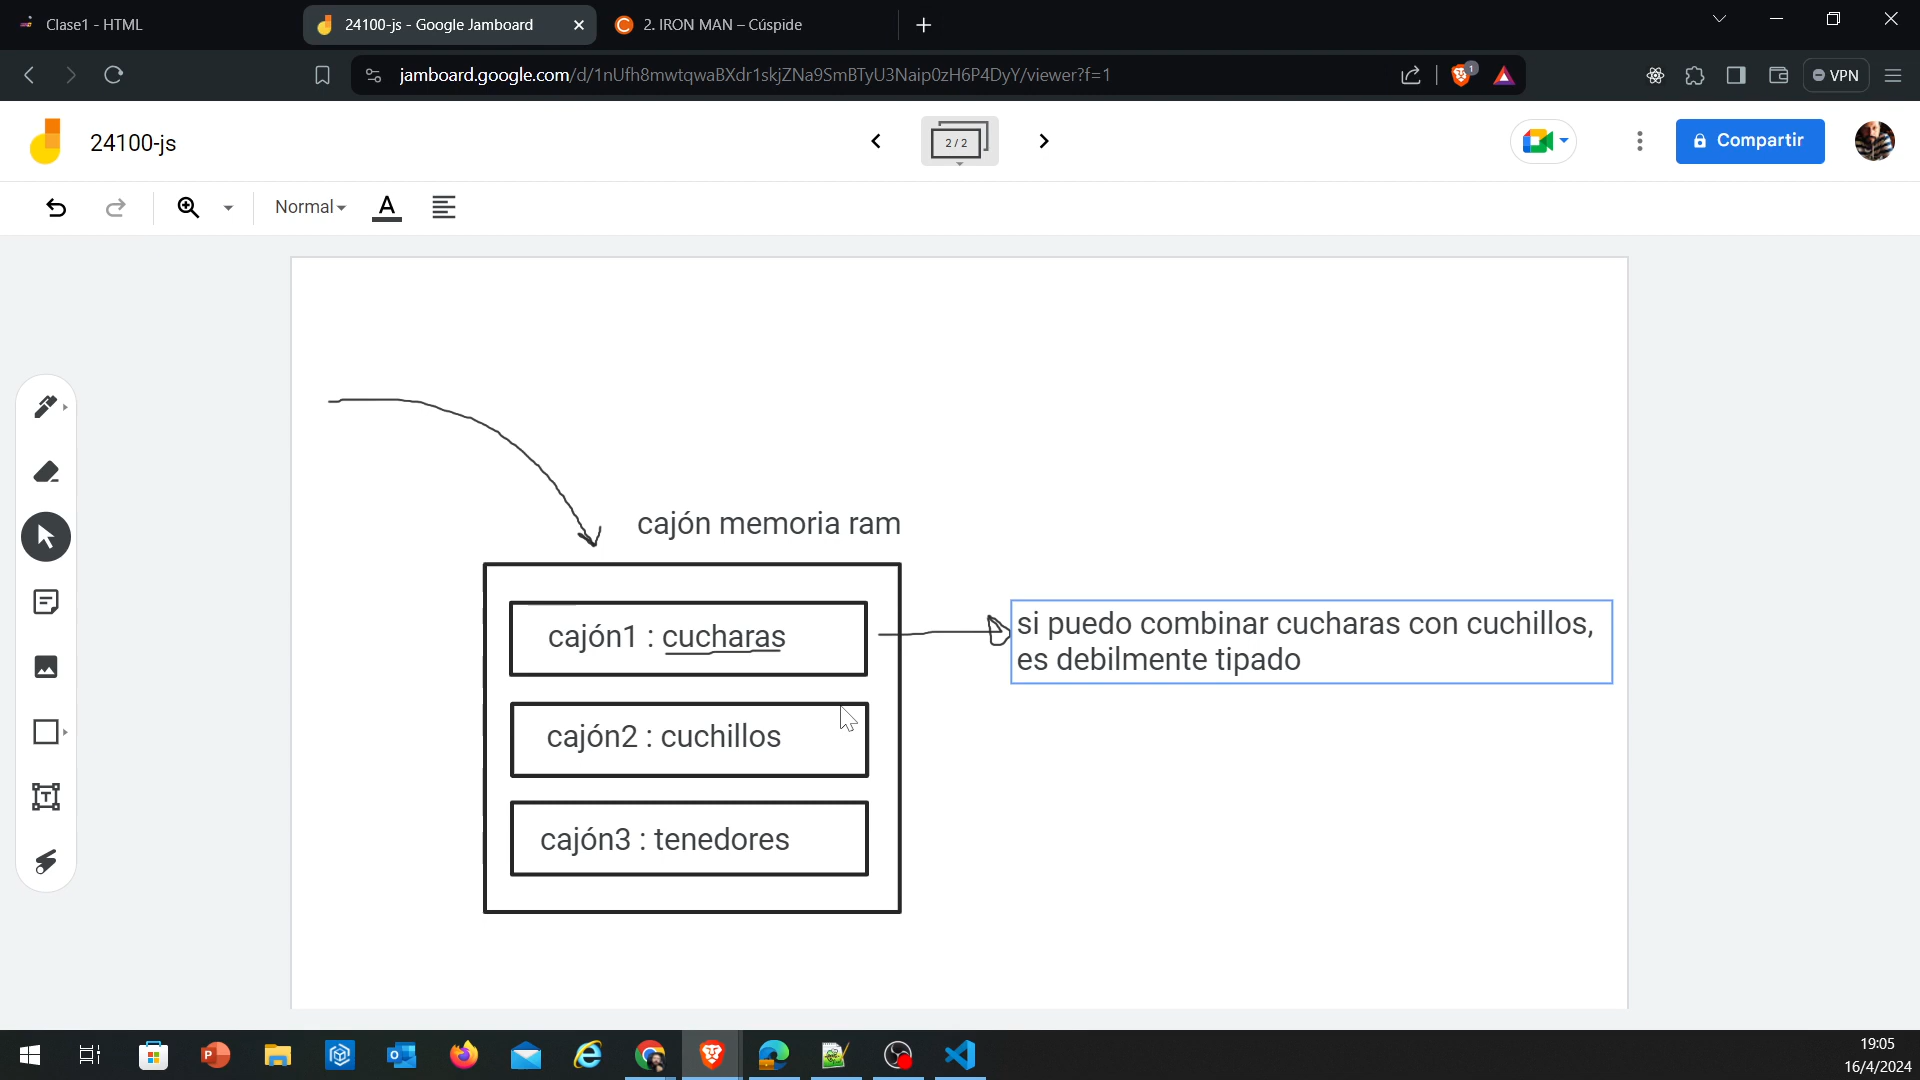 Clase1 - HTML
24100-js - Google Jamboard
2. IRON MAN – Cúspide
jamboard.google.com/d/1nUfh8mwtqwaBXdr1skjZNa9SmBTyU3Naip0zH6P4DyY/viewer?f=1
1
VPN
24100-js
2 / 2
Compartir
Normal
A
cajón memoria ram
cajón1 : cucharas
si puedo combinar cucharas con cuchillos,
es debilmente tipado
cajón2 : cuchillos
cajón3 : tenedores
19:05
16/4/2024